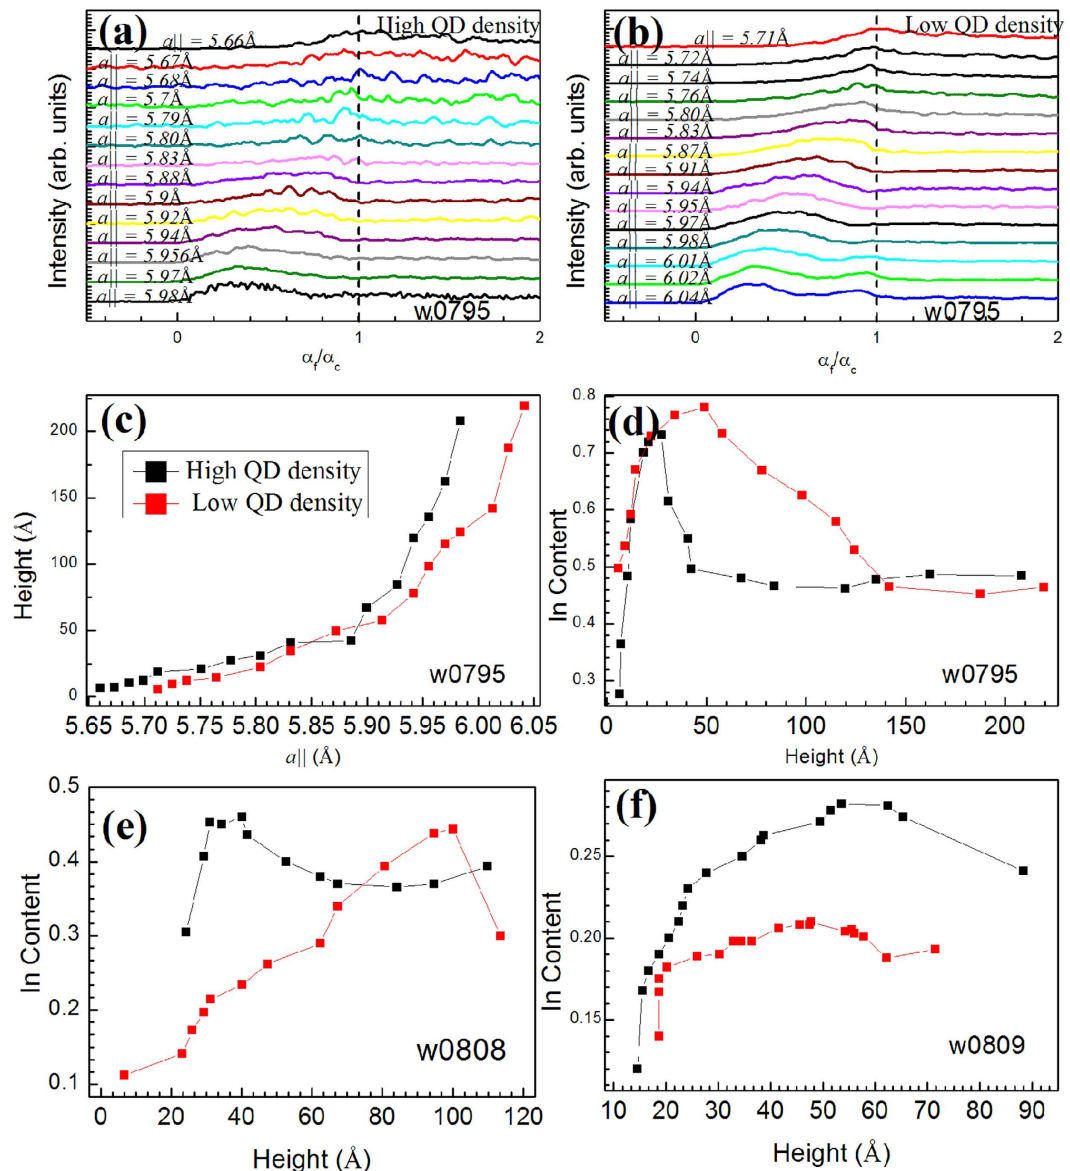 (a) High QD density
a|| = 5.66Å
a|| = 5.67Å
a|| = 5.68Å
a|| = 5.7Å
a|| = 5.79Å
a|| = 5.80Å
a|| = 5.83Å
a|| = 5.88Å
a|| = 5.9Å
a|| = 5.92Å
a|| = 5.94Å
a|| = 5.956Å
a|| = 5.97Å
a|| = 5.98Å
w0795
Intensity (arb. units)
0 1 2
αf/αc
(b) Low QD density
a|| = 5.71Å
a|| = 5.72Å
a|| = 5.74Å
a|| = 5.76Å
a|| = 5.80Å
a|| = 5.83Å
a|| = 5.87Å
a|| = 5.91Å
a|| = 5.94Å
a|| = 5.95Å
a|| = 5.97Å
a|| = 5.98Å
a|| = 6.01Å
a|| = 6.02Å
a|| = 6.04Å
w0795
Intensity (arb. units)
0 1 2
αf/αc
(c)
High QD density
Low QD density
w0795
Height (Å)
200
150
100
50
0
5.65 5.70 5.75 5.80 5.85 5.90 5.95 6.00 6.05
a|| (Å)
(d)
w0795
In Content
0.8
0.7
0.6
0.5
0.4
0.3
0 50 100 150 200
Height (Å)
(e)
w0808
In Content
0.5
0.4
0.3
0.2
0.1
0 20 40 60 80 100 120
Height (Å)
(f)
w0809
In Content
0.25
0.20
0.15
10 20 30 40 50 60 70 80 90
Height (Å)